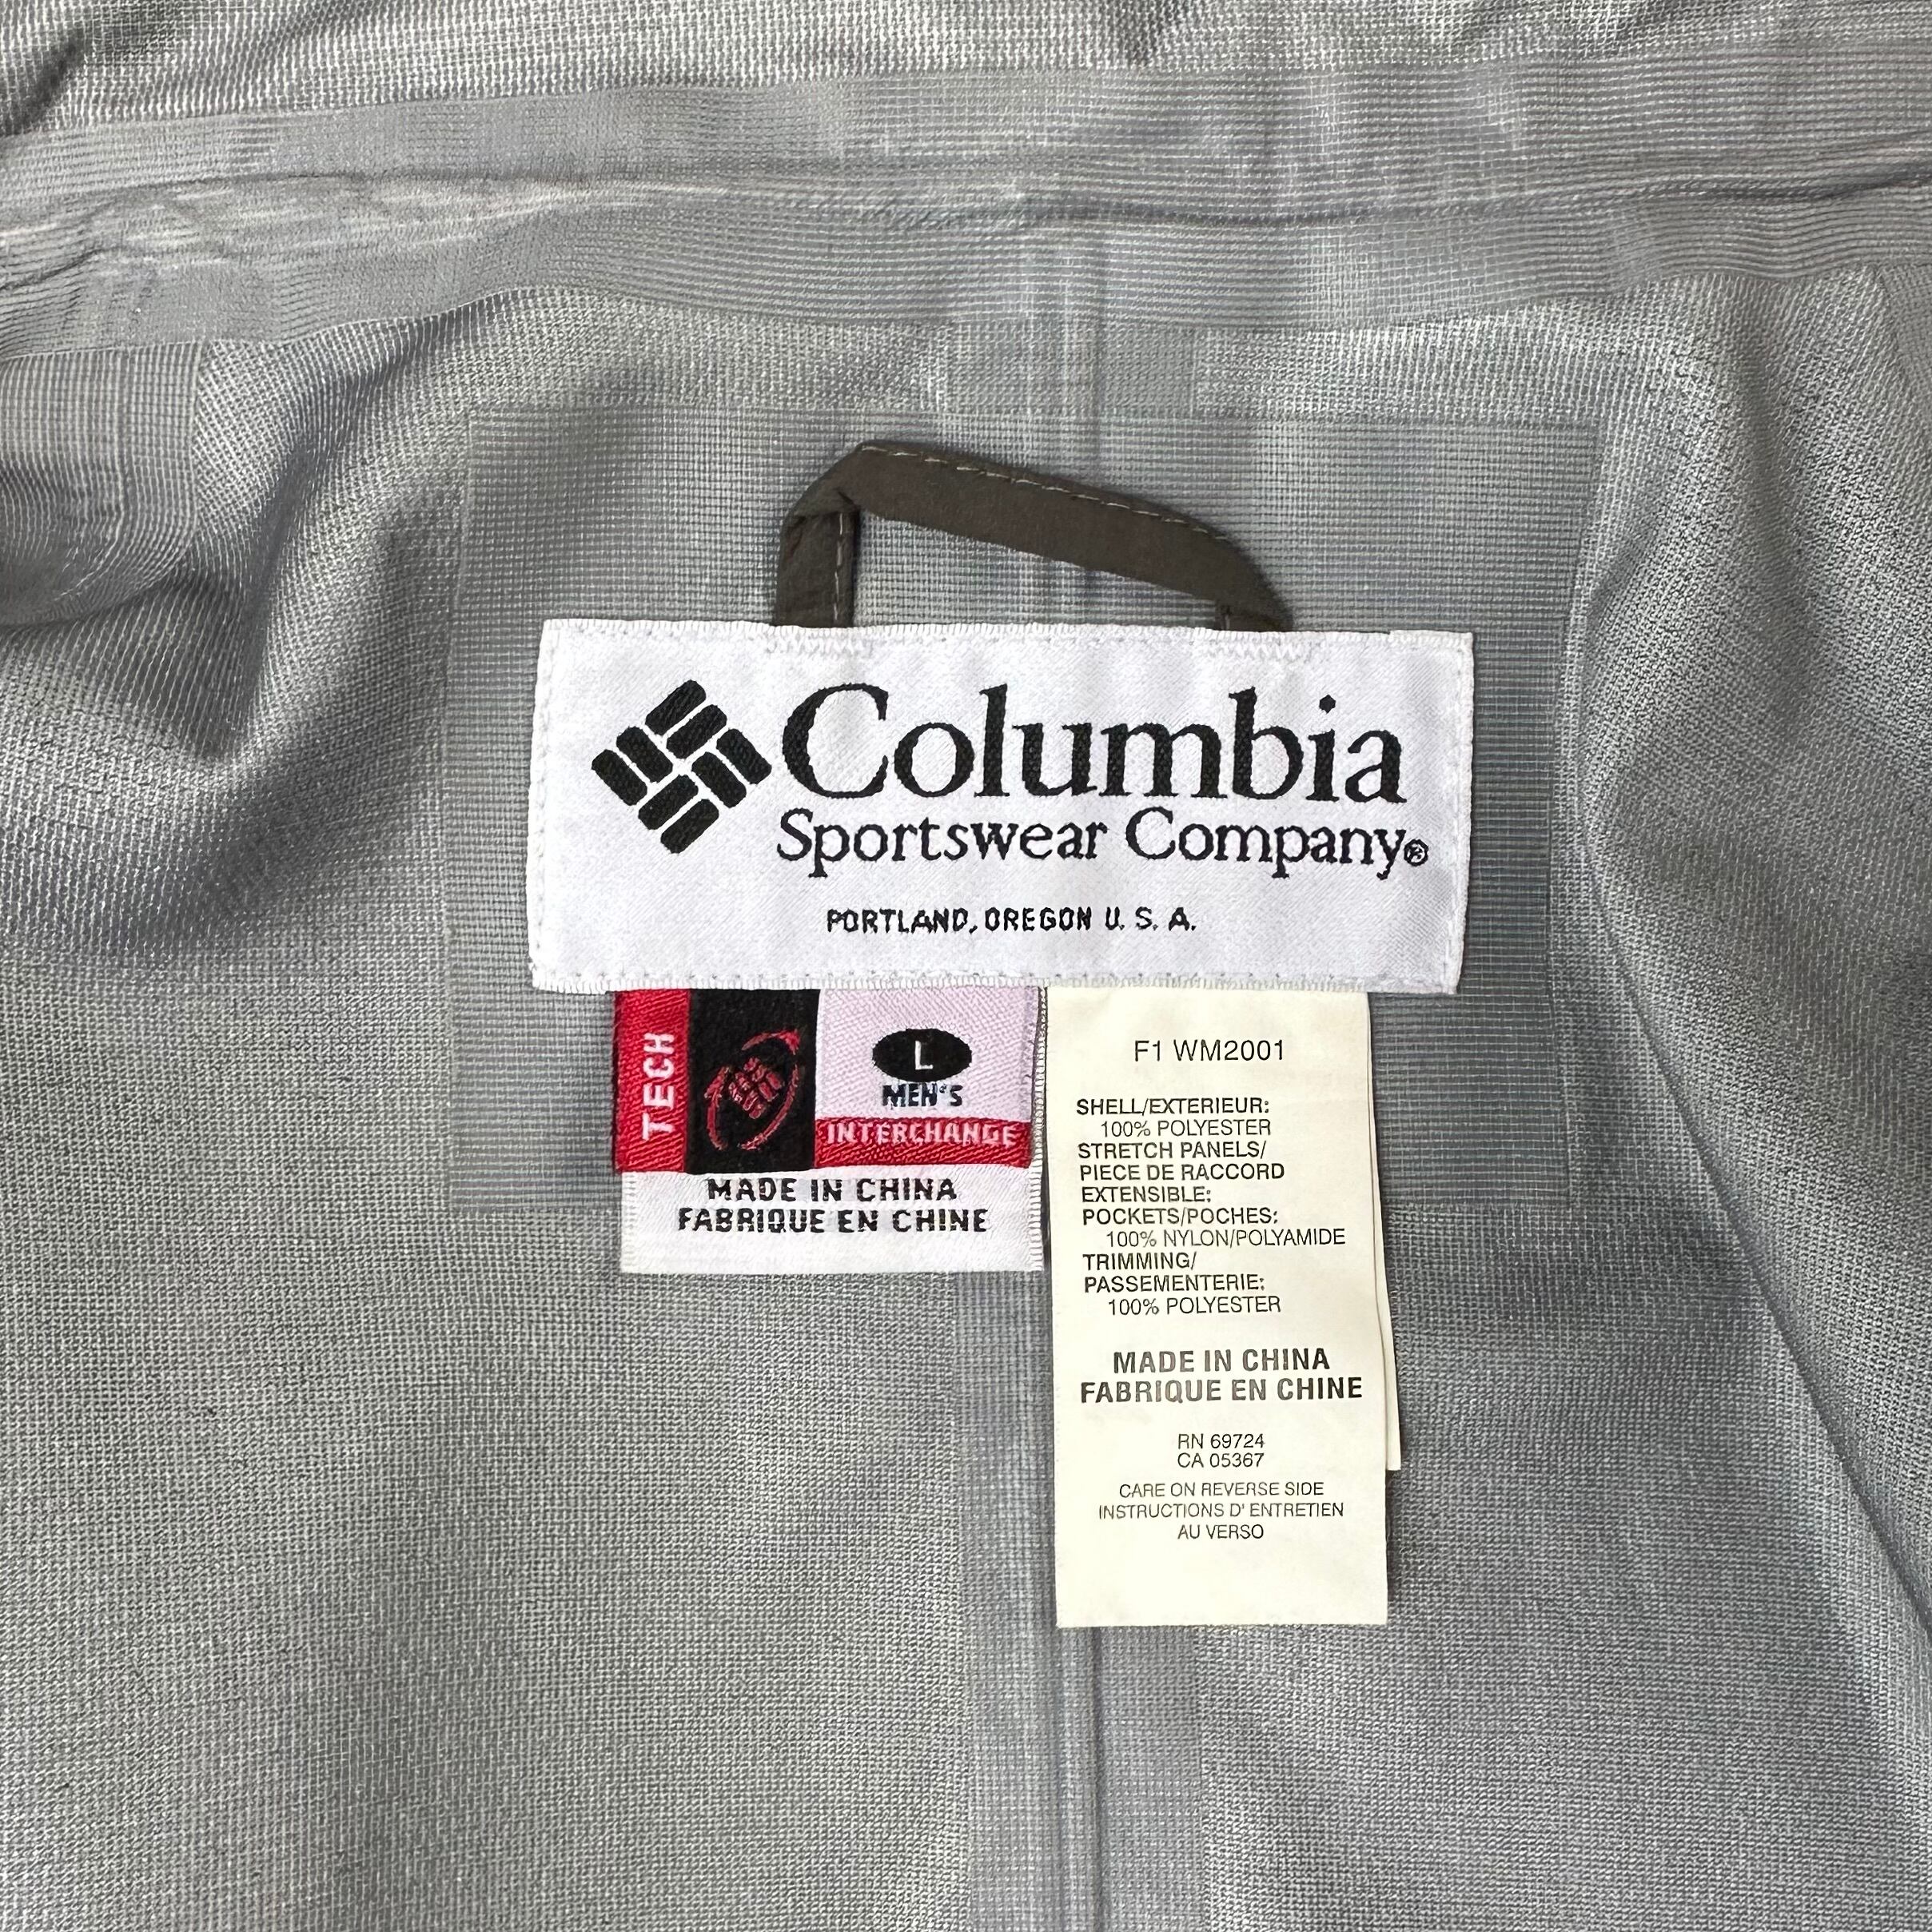 Columbia
Sportswear Company®
PORTLAND, OREGON U. S. A.
TECH
L
MEN'S
INTERCHANGE
MADE IN CHINA
FABRIQUE EN CHINE
F1 WM2001
SHELL/EXTERIEUR:
100% POLYESTER
STRETCH PANELS/
PIECE DE RACCORD
EXTENSIBLE:
POCKETS/POCHES:
100% NYLON/POLYAMIDE
TRIMMING/
PASSEMENTERIE:
100% POLYESTER
MADE IN CHINA
FABRIQUE EN CHINE
RN 69724
CA 05367
CARE ON REVERSE SIDE
INSTRUCTIONS D' ENTRETIEN
AU VERSO